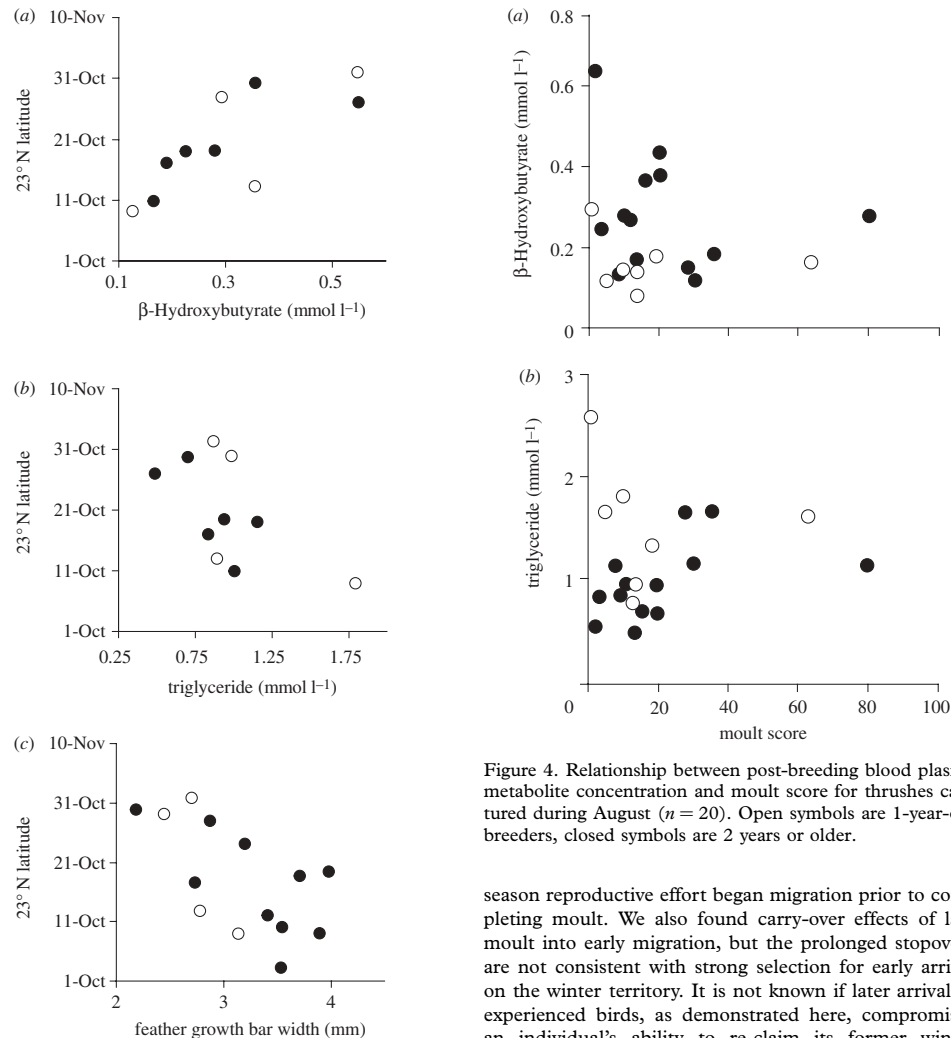 (a)
10-Nov
31-Oct
21-Oct
11-Oct
1-Oct
23° N latitude
0.1 0.3 0.5
β-Hydroxybutyrate (mmol l–1)
(b)
10-Nov
31-Oct
21-Oct
11-Oct
1-Oct
23° N latitude
0.25 0.75 1.25 1.75
triglyceride (mmol l–1)
(c)
10-Nov
31-Oct
21-Oct
11-Oct
1-Oct
23° N latitude
2 3 4
feather growth bar width (mm)
(a)
0.8
0.6
0.4
0.2
0
β-Hydroxybutyrate (mmol l–1)
(b)
3
2
1
triglyceride (mmol l–1)
0 20 40 60 80 100
moult score
Figure 4. Relationship between post-breeding blood plas
metabolite concentration and moult score for thrushes ca
tured during August (n = 20). Open symbols are 1-year-
breeders, closed symbols are 2 years or older.
season reproductive effort began migration prior to co
pleting moult. We also found carry-over effects of l
moult into early migration, but the prolonged stopov
are not consistent with strong selection for early arri
on the winter territory. It is not known if later arrival
experienced birds, as demonstrated here, compromi
an individual's ability to re-claim its former win